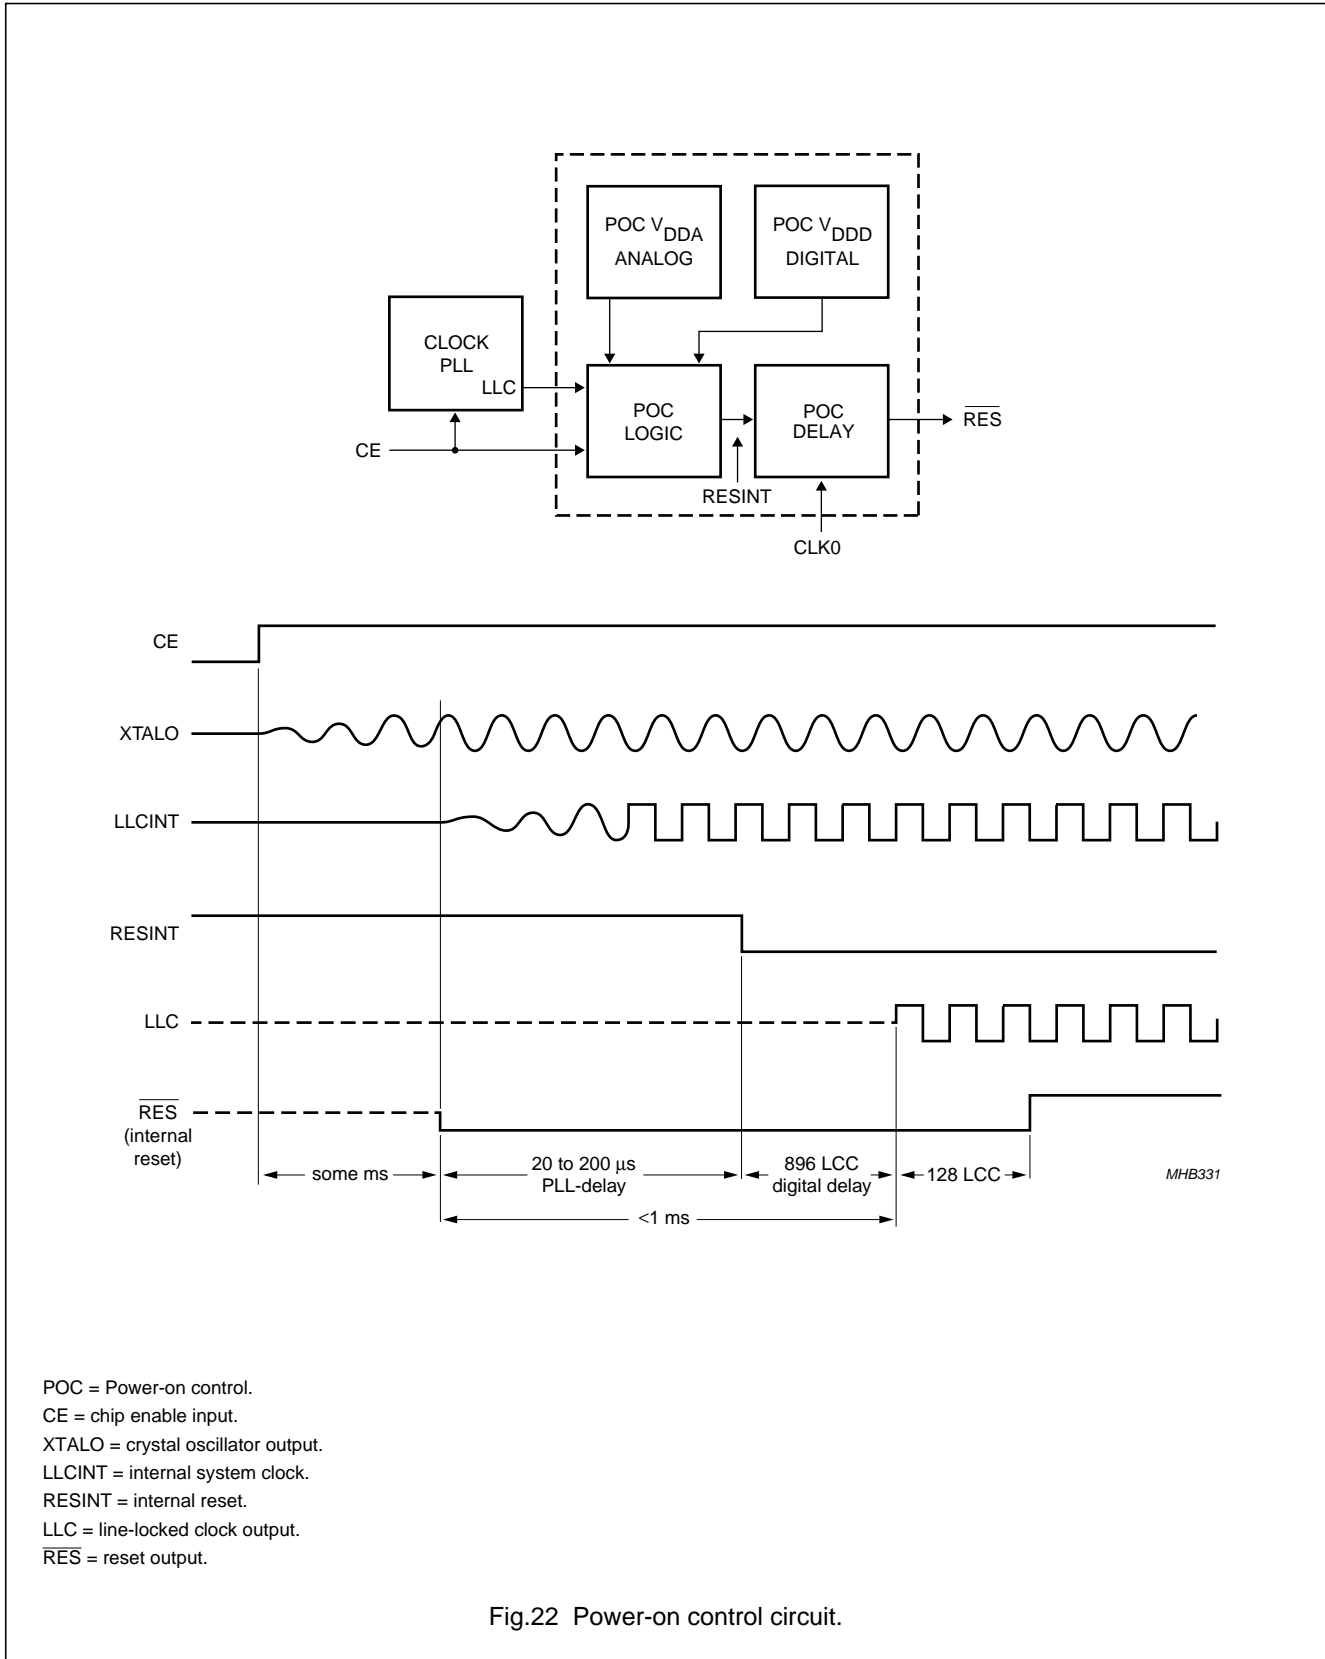 POC VDDA
ANALOG
POC VDDD
DIGITAL
CLOCK
PLL
LLC
POC
LOGIC
POC
DELAY
RES
CE
RESINT
CLK0
CE
XTALO
LLCINT
RESINT
LLC
RES
(internal
reset)
some ms
20 to 200 µs
PLL-delay
896 LCC
digital delay
128 LCC
<1 ms
MHB331
POC = Power-on control.
CE = chip enable input.
XTALO = crystal oscillator output.
LLCINT = internal system clock.
RESINT = internal reset.
LLC = line-locked clock output.
RES = reset output.
Fig.22 Power-on control circuit.